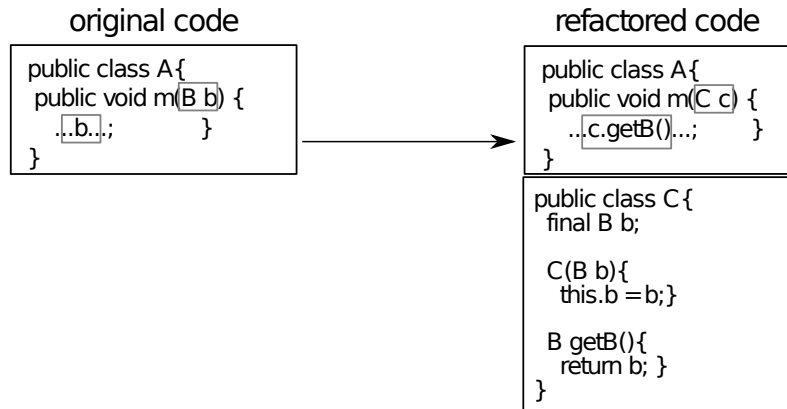 original code
public class A{
public void m(B b) {
...b...; }
}
refactored code
public class A{
public void m(C c) {
...c.getB()...; }
}
public class C{
final B b;
C(B b){
this.b = b;}
B getB(){
return b; }
}